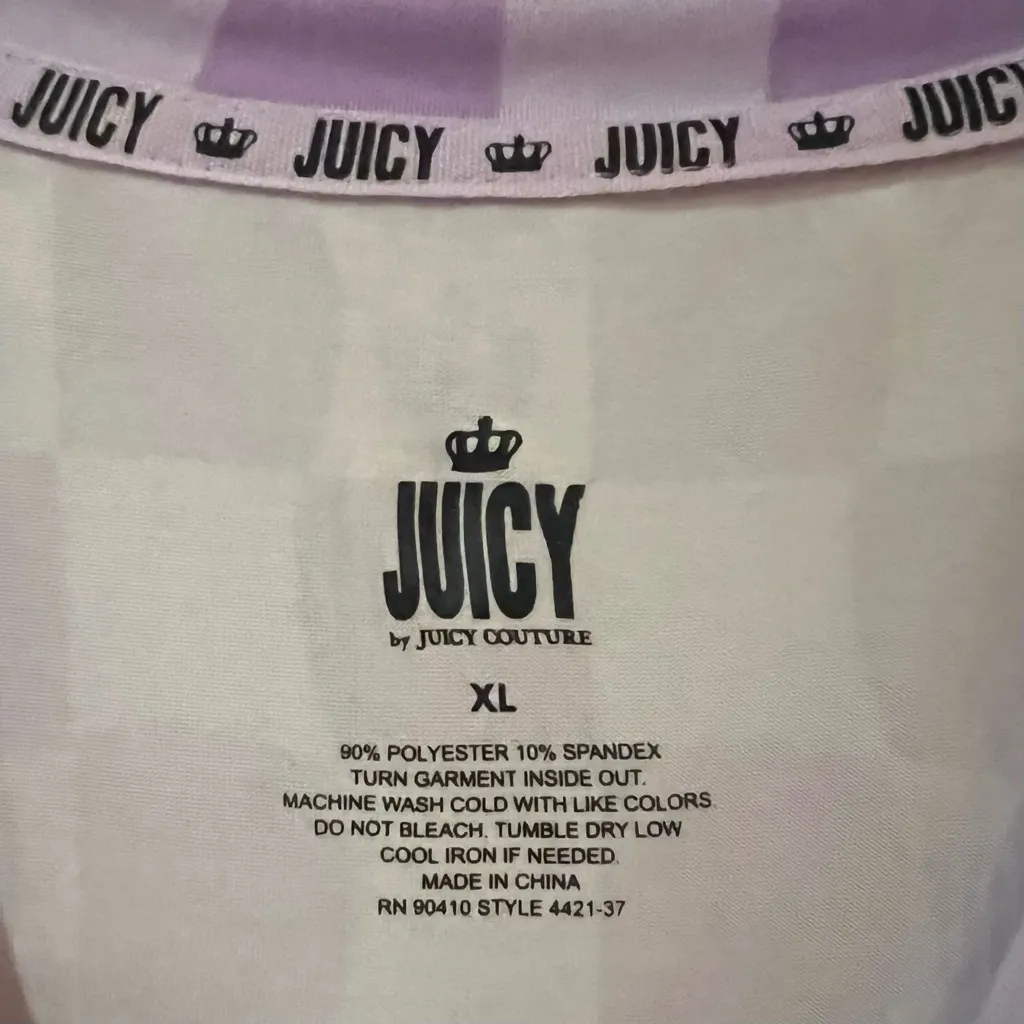 JUICY JUICY JUICY JUICY
JUICY
by JUICY COUTURE
XL
90% POLYESTER 10% SPANDEX
TURN GARMENT INSIDE OUT.
MACHINE WASH COLD WITH LIKE COLORS.
DO NOT BLEACH. TUMBLE DRY LOW
COOL IRON IF NEEDED.
MADE IN CHINA
RN 90410 STYLE 4421-37